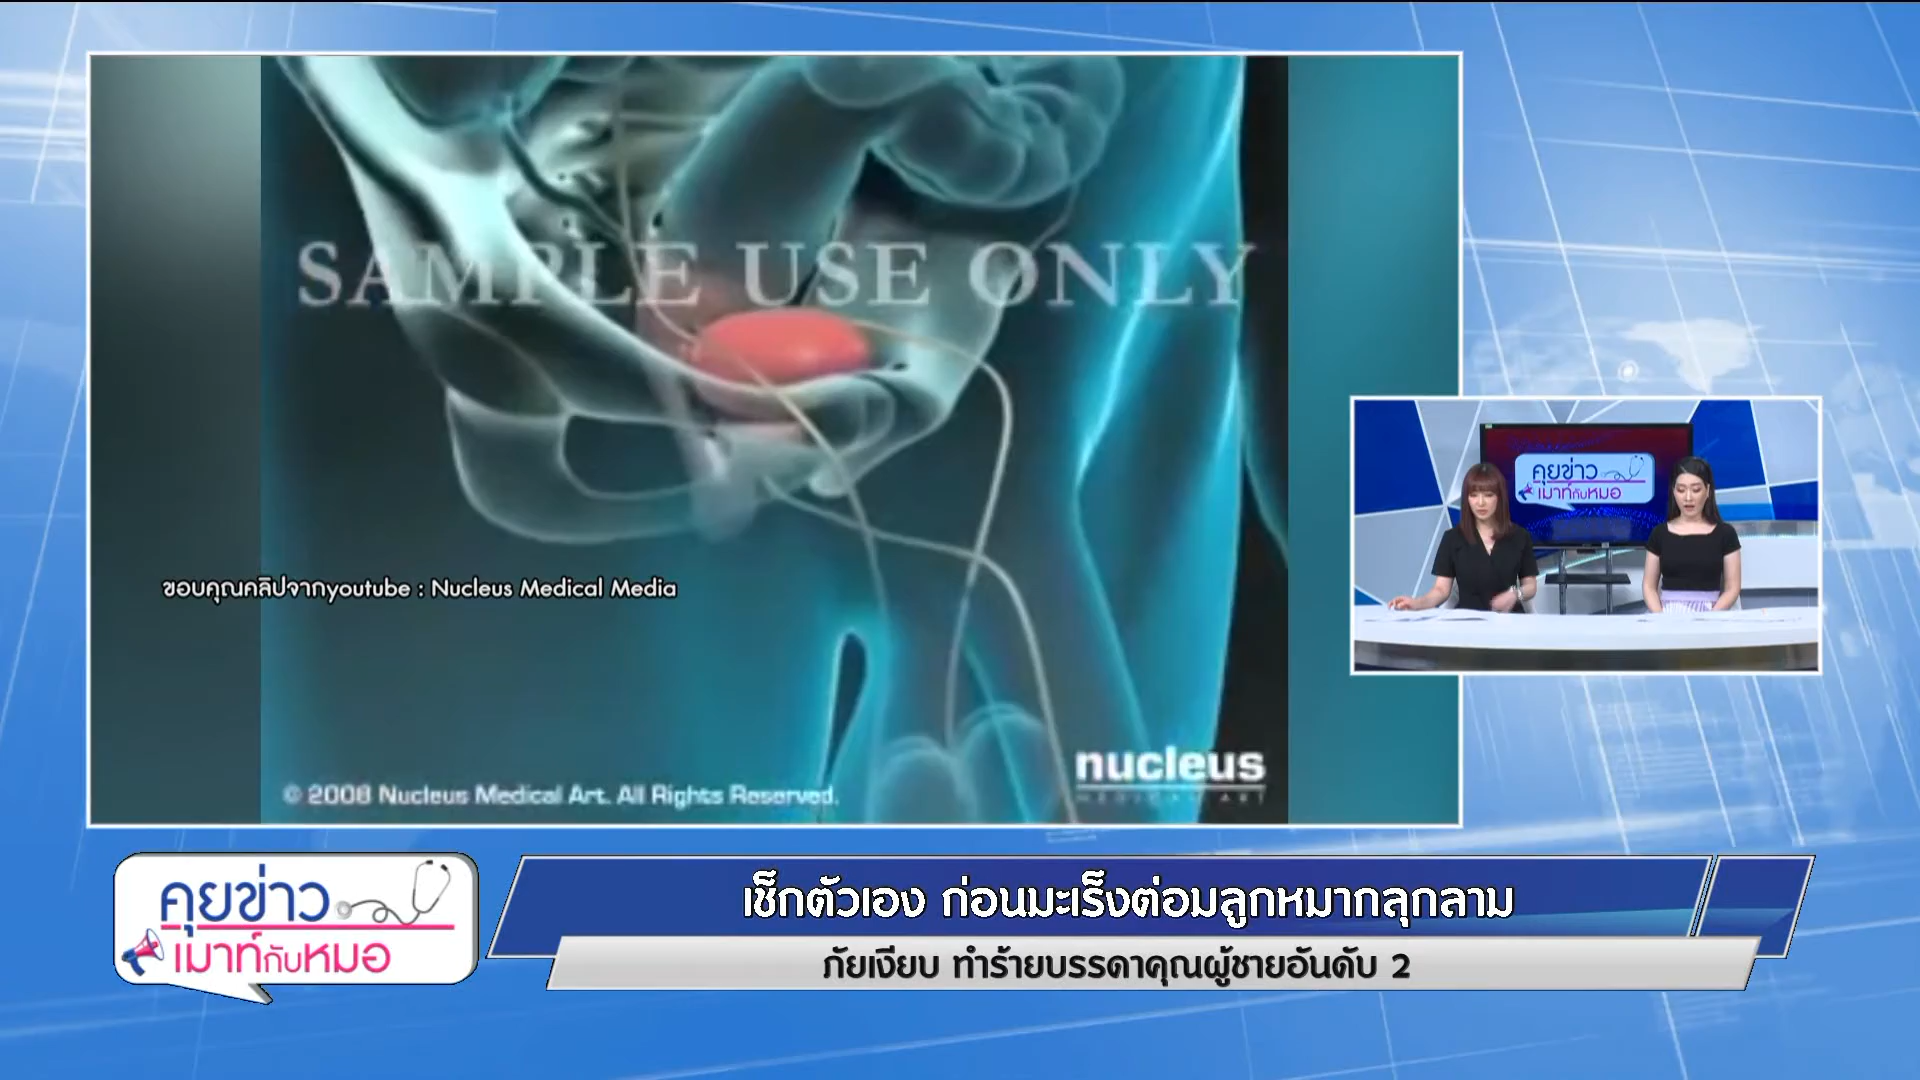 SAMPLE USE ONLY
คุยข่าว
เมาท์กับหมอ
ขอบคุณคลิปจากyoutube : Nucleus Medical Media
nucleus
MEDICAL ART
© 2008 Nucleus Medical Art. All Rights Reserved.
คุยข่าว
เมาท์กับหมอ
เช็กตัวเอง ก่อนมะเร็งต่อมลูกหมากลุกลาม
ภัยเงียบ ทำร้ายบรรดาคุณผู้ชายอันดับ 2